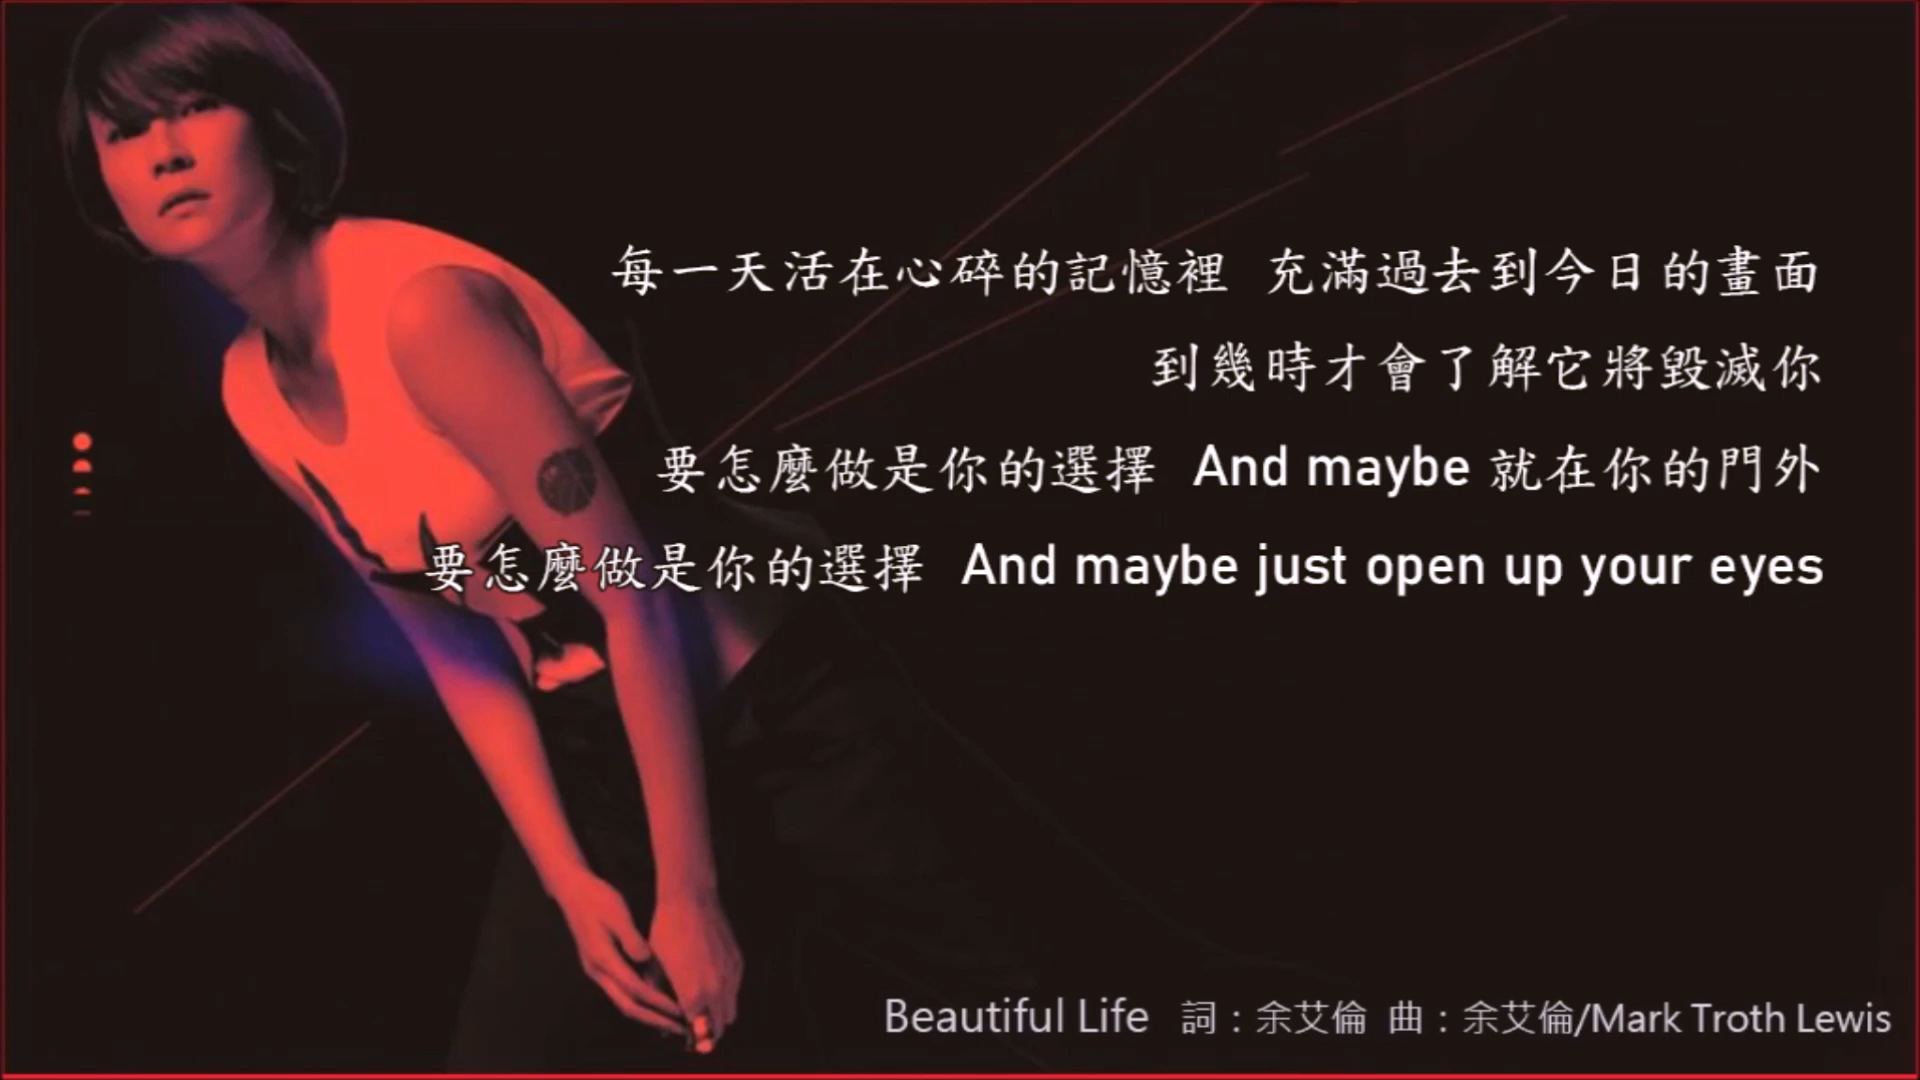 每一天活在心碎的記憶裡 充滿過去到今日的畫面
到幾時才會了解它將毀滅你
要怎麼做是你的選擇 And maybe 就在你的門外
要怎麼做是你的選擇 And maybe just open up your eyes
Beautiful Life 詞：余艾倫 曲：余艾倫/Mark Troth Lewis